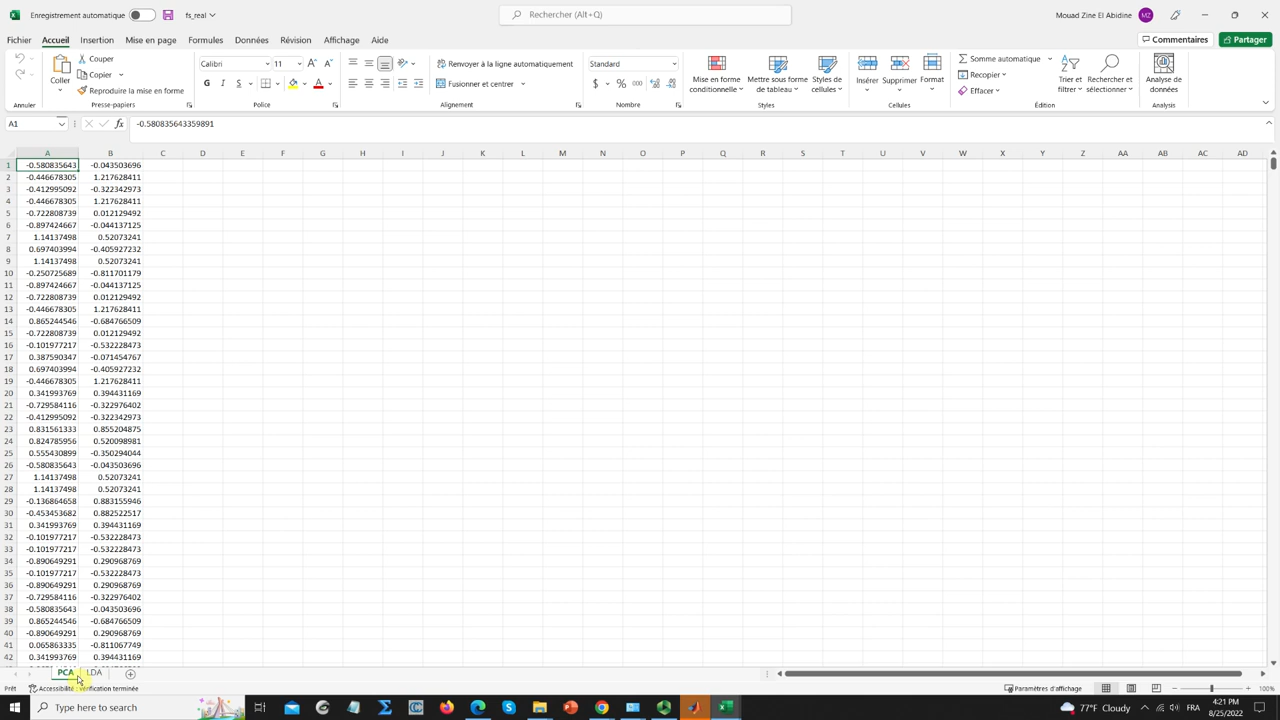 Enregistrement automatique fs_real Rechercher (Alt+Q) Mouad Zine El Abidine MZ
Fichier Accueil Insertion Mise en page Formules Données Révision Affichage Aide Commentaires Partager
Coller Couper Copier Reproduire la mise en forme
Calibri 11 G I S
Renvoyer à la ligne automatiquement
Fusionner et centrer
Standard
$ % 000
Mise en forme conditionnelle Mettre sous forme de tableau Styles de cellules
Insérer Supprimer Format
Somme automatique
Recopier
Effacer
Trier et filtrer Rechercher et sélectionner Analyse de données
Annuler Presse-papiers Police Alignement Nombre Styles Cellules Édition Analysis
A1 fx -0.580835643359891
A B C D E F G H I J K L M N O P Q R S T U V W X Y Z AA AB AC AD
1 -0.580835643 -0.043503696
2 -0.446678305 1.217628411
3 -0.412995092 -0.322342973
4 -0.446678305 1.217628411
5 -0.722808739 0.012129492
6 -0.897424667 -0.044137125
7 1.14137498 0.52073241
8 0.697403994 -0.405927232
9 1.14137498 0.52073241
10 -0.250725689 -0.811701179
11 -0.897424667 -0.044137125
12 -0.722808739 0.012129492
13 -0.446678305 1.217628411
14 0.865244546 -0.684766509
15 -0.722808739 0.012129492
16 -0.101977217 -0.532228473
17 0.387590347 -0.071454767
18 0.697403994 -0.405927232
19 -0.446678305 1.217628411
20 0.341993769 0.394431169
21 -0.729584116 -0.322976402
22 -0.412995092 -0.322342973
23 0.831561333 0.855204875
24 0.824785956 0.520098981
25 0.555430899 -0.350294044
26 -0.580835643 -0.043503696
27 1.14137498 0.52073241
28 1.14137498 0.52073241
29 -0.136864658 0.883155946
30 -0.453453682 0.882522517
31 0.341993769 0.394431169
32 -0.101977217 -0.532228473
33 -0.101977217 -0.532228473
34 -0.890649291 0.290968769
35 -0.101977217 -0.532228473
36 -0.890649291 0.290968769
37 -0.729584116 -0.322976402
38 -0.580835643 -0.043503696
39 0.865244546 -0.684766509
40 -0.890649291 0.290968769
41 0.065863335 -0.811067749
42 0.341993769 0.394431169
PCA LDA
Prêt Accessibilité : vérification terminée Paramètres d'affichage 100%
Type here to search 77°F Cloudy FRA 4:21 PM
8/25/2022